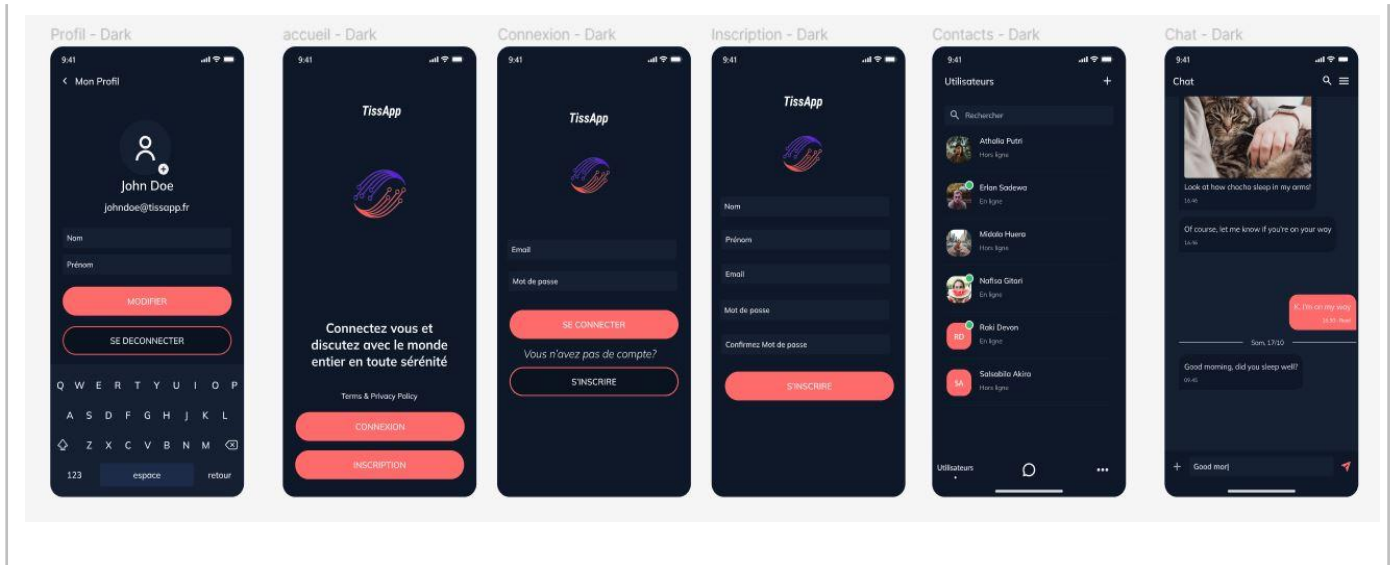 Profil - Dark
9:41
Mon Profil
John Doe
johndoe@tissapp.fr
Nom
Prénom
MODIFIER
SE DECONNECTER
Q W E R T Y U I O P
A S D F G H J K L
Z X C V B N M
123 espace retour
accueil - Dark
9:41
TissApp
Connectez vous et
discutez avec le monde
entier en toute sérénité
Terms & Privacy Policy
CONNEXION
INSCRIPTION
Connexion - Dark
9:41
TissApp
Email
Mot de passe
SE CONNECTER
Vous n'avez pas de compte?
S'INSCRIRE
Inscription - Dark
9:41
TissApp
Nom
Prénom
Email
Mot de passe
Confirmez Mot de passe
S'INSCRIRE
Contacts - Dark
9:41
Utilisateurs +
Rechercher
Athalia Putri
Hors ligne
Erlan Sadewa
En ligne
Midala Huera
Hors ligne
Nafisa Gitari
En ligne
RD
Raki Devon
En ligne
SA
Salsabila Akira
Hors ligne
Utilisateurs
Chat - Dark
9:41
Chat
Look at how chocho sleep in my arms!
16:46
Of course, let me know if you're on your way
16:46
K, I'm on my way
16:50 · Read
Sam, 17/10
Good morning, did you sleep well?
09:45
+ Good mor|